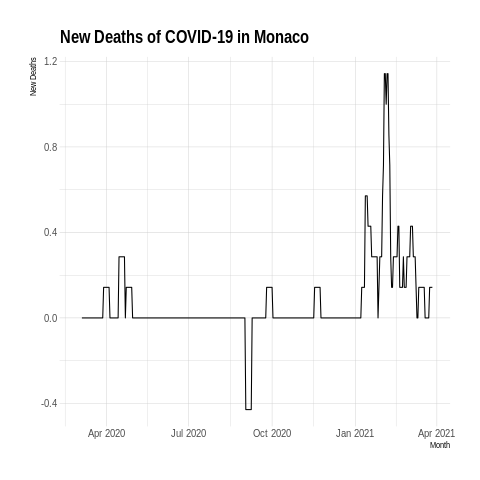 New Deaths of COVID-19 in Monaco
New Deaths
1.2
0.8
0.4
0.0
-0.4
Apr 2020 Jul 2020 Oct 2020 Jan 2021 Apr 2021
Month